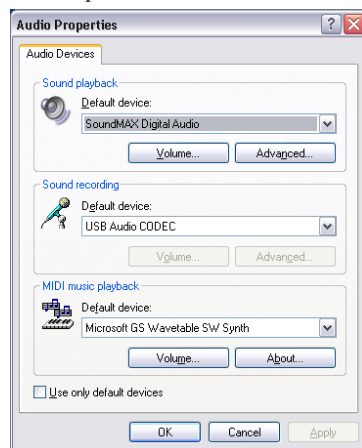 Audio Properties
Audio Devices
Sound playback
Default device:
SoundMAX Digital Audio
Volume... Advanced...
Sound recording
Default device:
USB Audio CODEC
Volume... Advanced...
MIDI music playback
Default device:
Microsoft GS Wavetable SW Synth
Volume... About...
Use only default devices
OK Cancel Apply